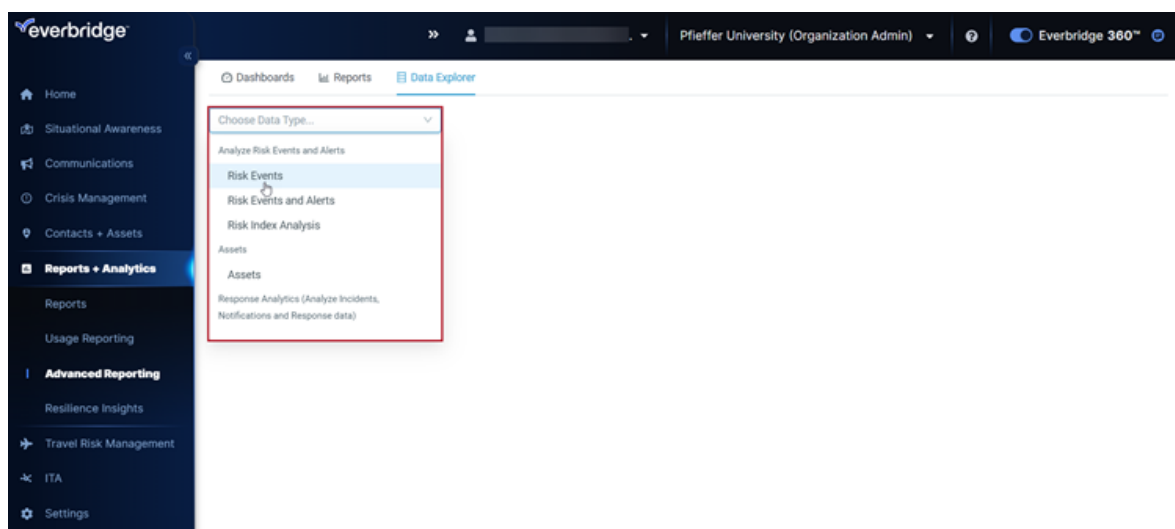 everbridge™
Pfieffer University (Organization Admin)
Everbridge 360™
Home
Situational Awareness
Communications
Crisis Management
Contacts + Assets
Reports + Analytics
Reports
Usage Reporting
Advanced Reporting
Resilience Insights
Travel Risk Management
ITA
Settings
Dashboards
Reports
Data Explorer
Choose Data Type...
Analyze Risk Events and Alerts
Risk Events
Risk Events and Alerts
Risk Index Analysis
Assets
Assets
Response Analytics (Analyze Incidents,
Notifications and Response data)